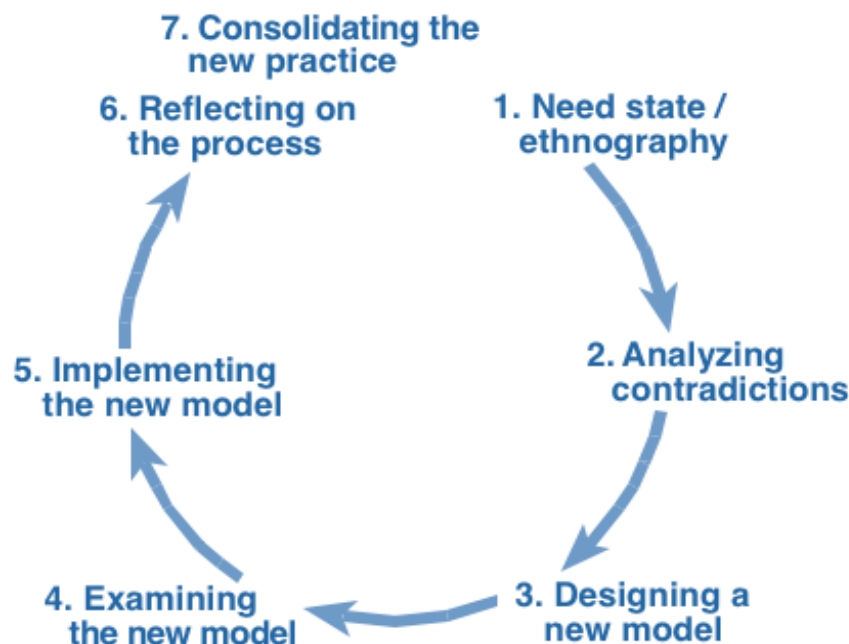 7. Consolidating the
new practice
6. Reflecting on
the process
1. Need state /
ethnography
2. Analyzing
contradictions
3. Designing a
new model
4. Examining
the new model
5. Implementing
the new model